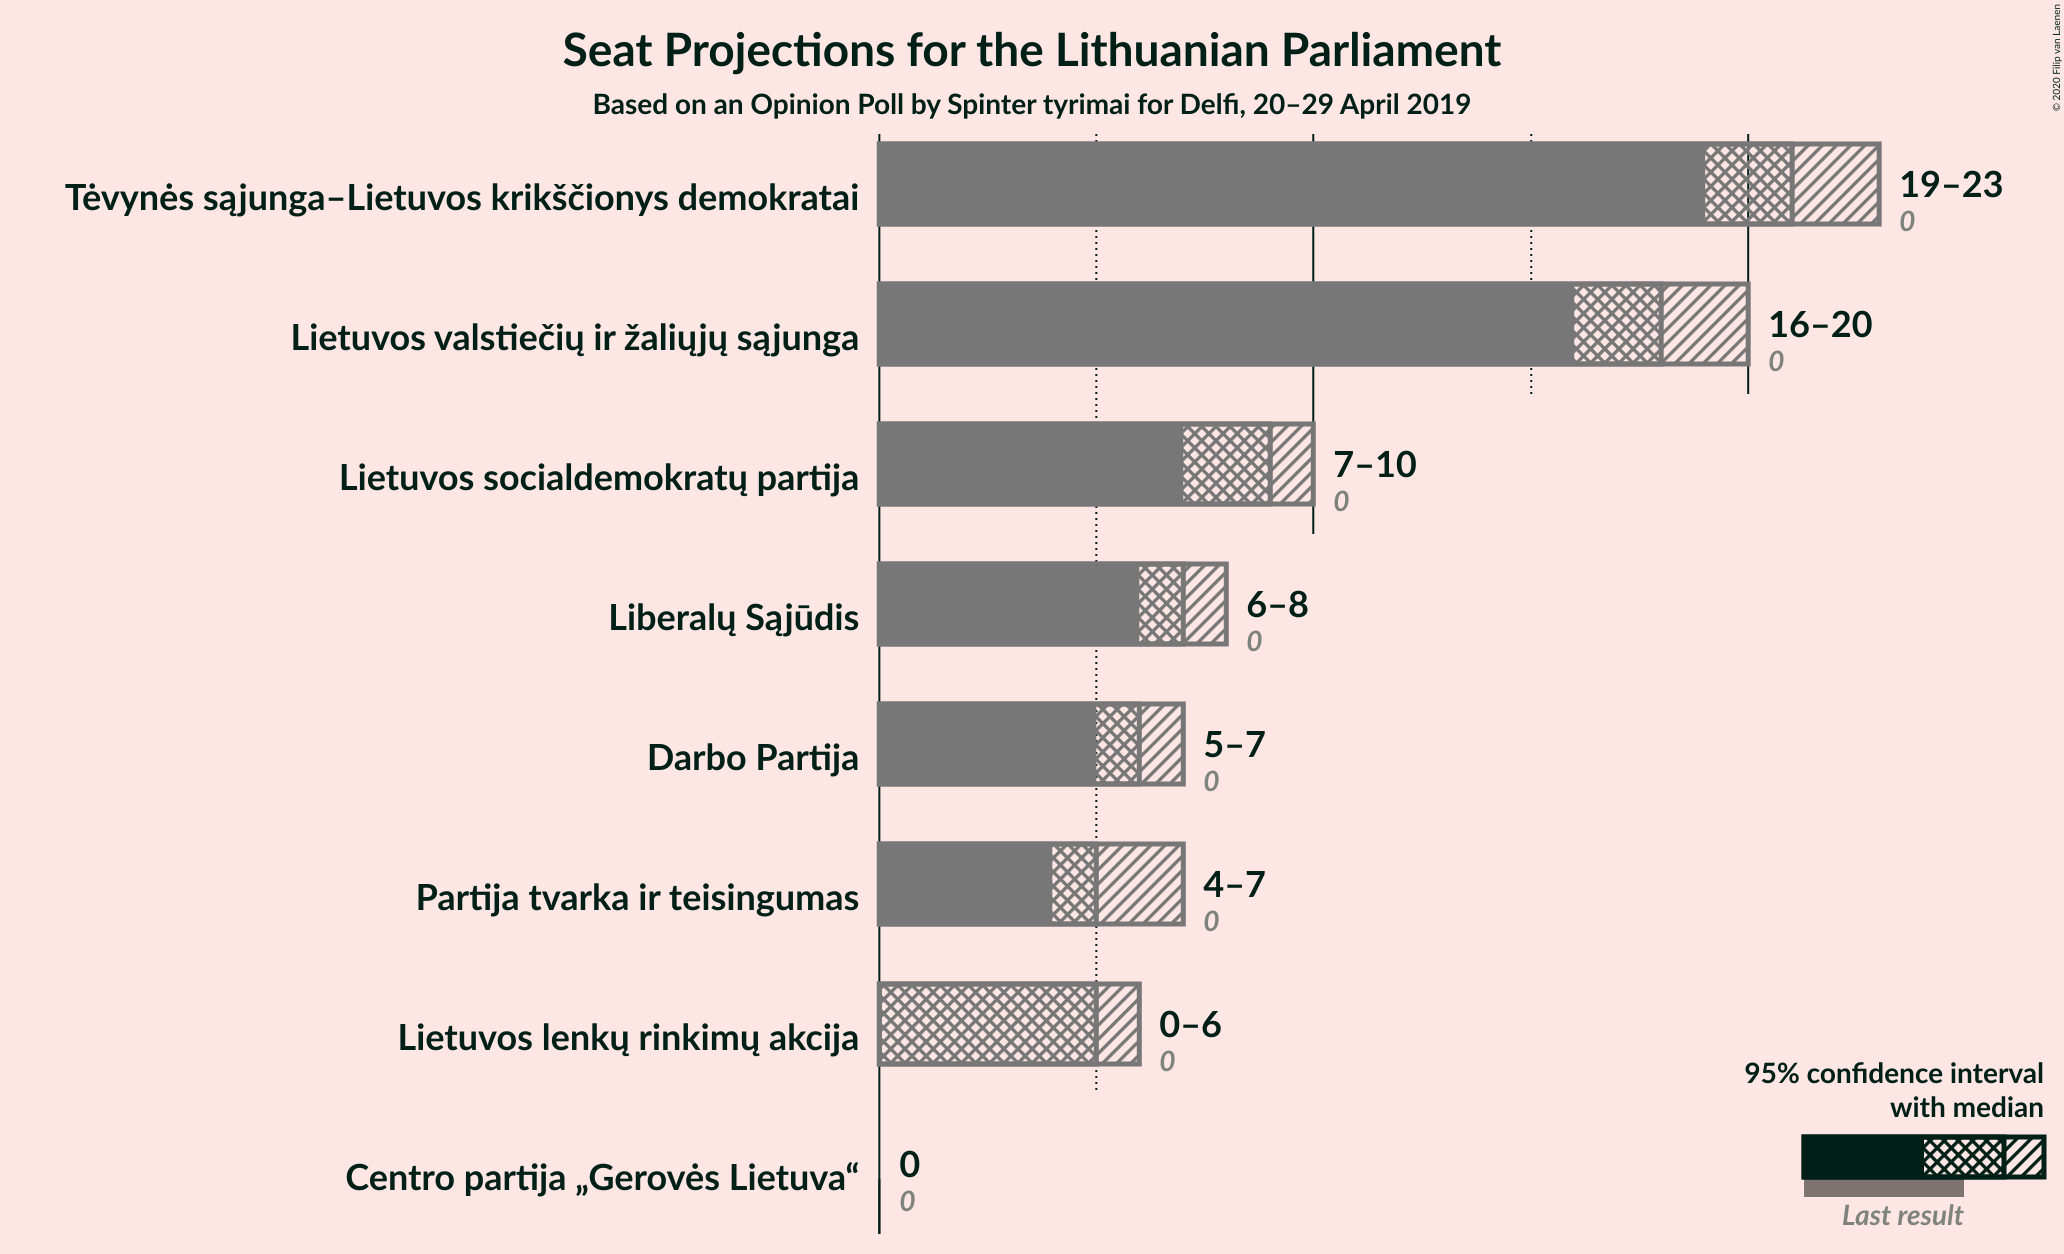 Seat Projections for the Lithuanian Parliament
Based on an Opinion Poll by Spinter tyrimai for Delfi, 20–29 April 2019
© 2020 Filip van Laenen
Tėvynės sąjunga–Lietuvos krikščionys demokratai
19–23
0
Lietuvos valstiečių ir žaliųjų sąjunga
16–20
0
Lietuvos socialdemokratų partija
7–10
0
Liberalų Sąjūdis
6–8
0
Darbo Partija
5–7
0
Partija tvarka ir teisingumas
4–7
0
Lietuvos lenkų rinkimų akcija
0–6
0
Centro partija „Gerovės Lietuva“
0
0
95% confidence interval
with median
Last result